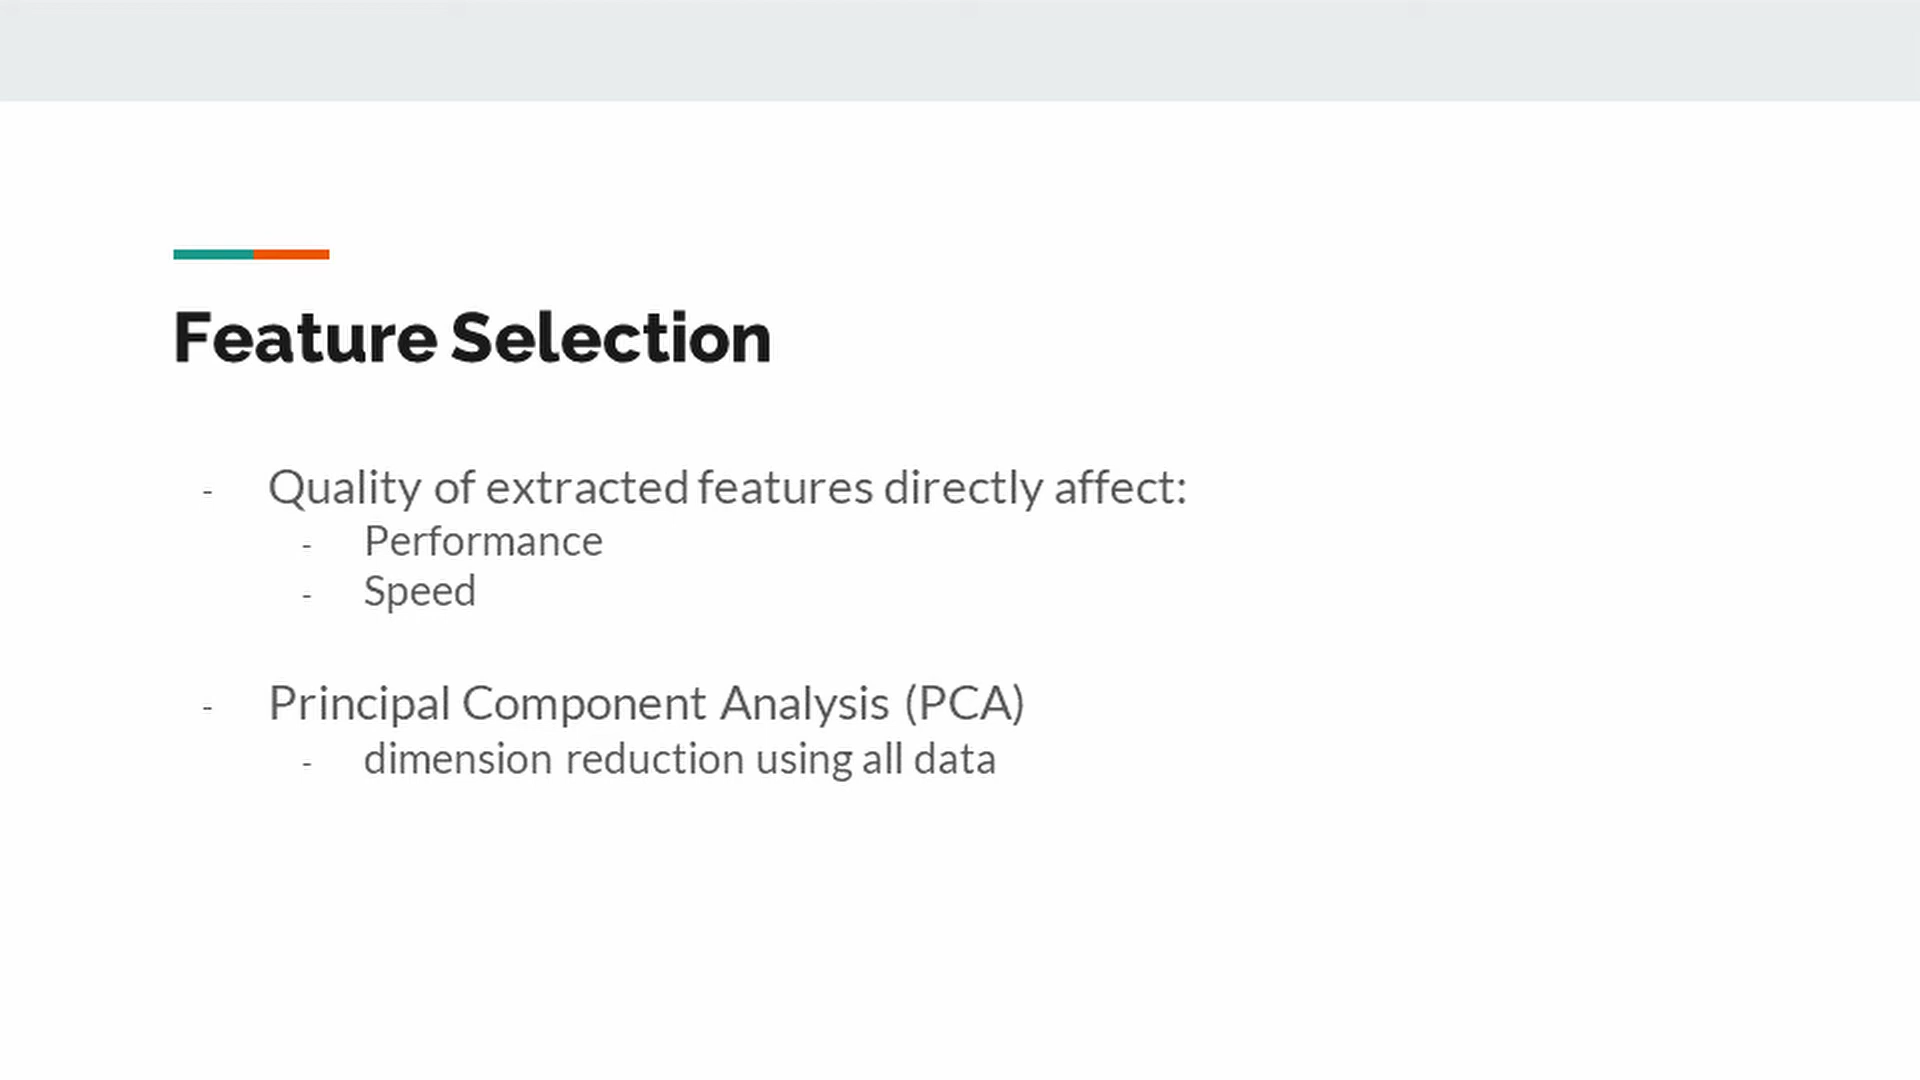 Feature Selection
- Quality of extracted features directly affect:
- Performance
- Speed
- Principal Component Analysis (PCA)
- dimension reduction using all data